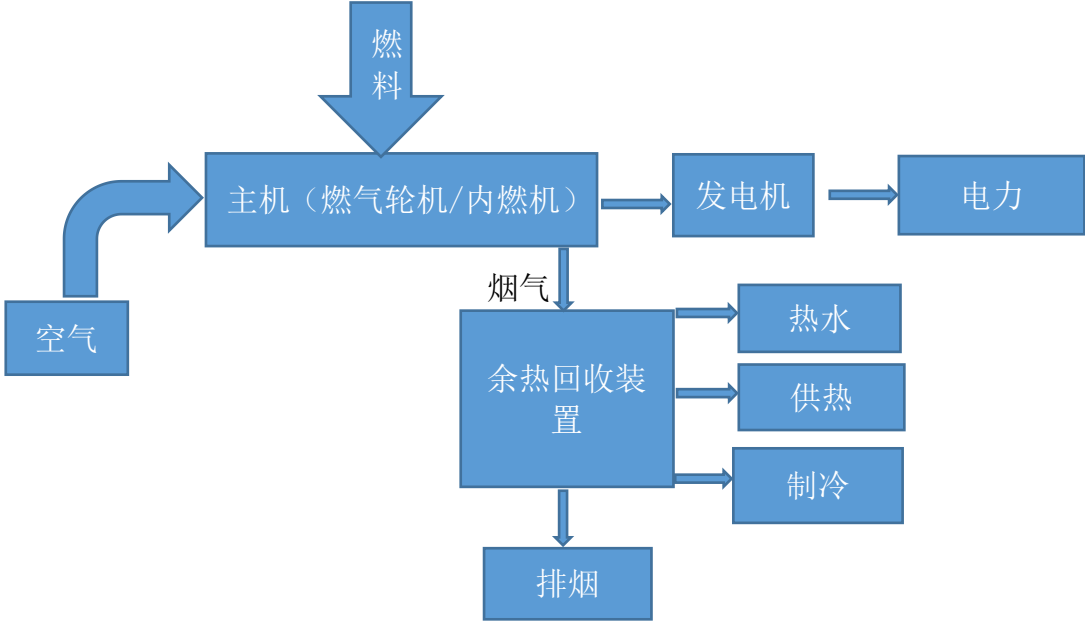 燃
料
主机（燃气轮机/内燃机）
发电机
电力
烟气
空气
热水
余热回收装
置
供热
制冷
排烟